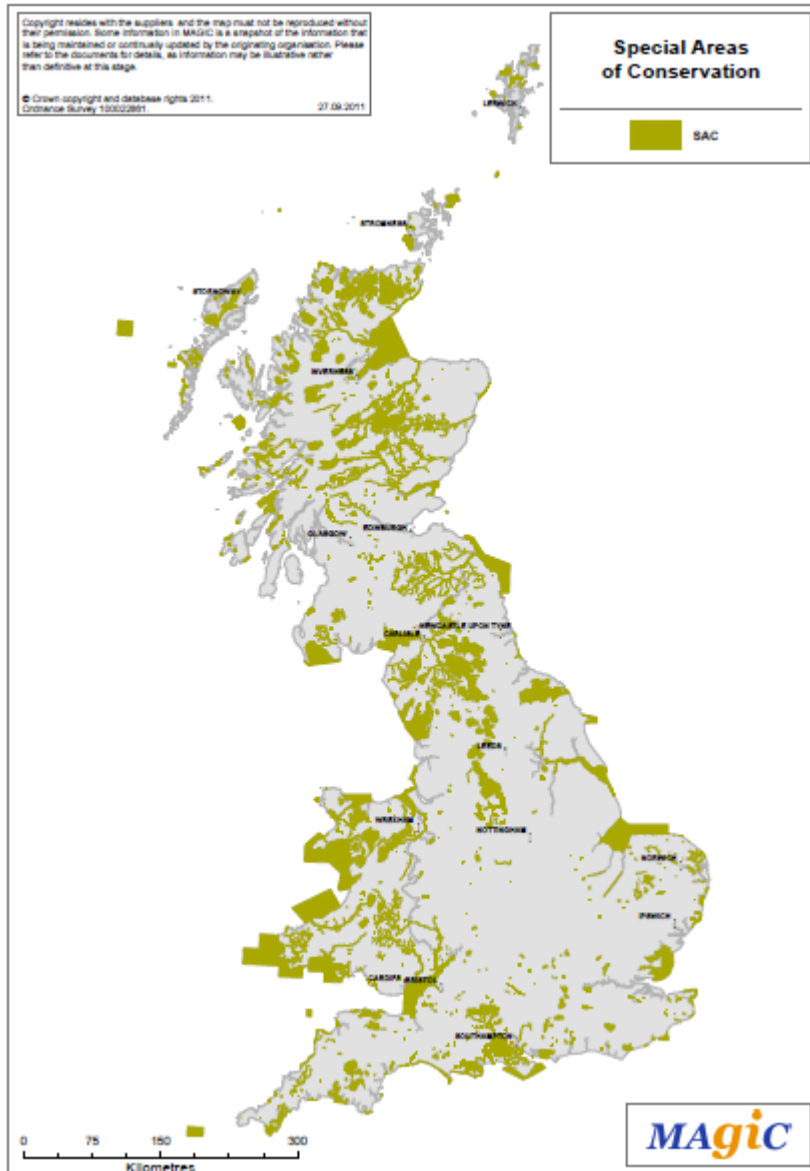 Copyright resides with the suppliers and the map must not be reproduced without
their permission. Some information in MAGIC is a snapshot of the information that
is being maintained or continually updated by the originating organisation. Please
refer to the documents for details, as information may be illustrative rather
than definitive at this stage.
© Crown copyright and database rights 2011.
Ordnance Survey 100022861.
27.09.2011
Special Areas
of Conservation
SAC
LERWICK
STROMNESS
STORNOWAY
INVERNESS
GLASGOW
EDINBURGH
CARLISLE
NEWCASTLE UPON TYNE
LEEDS
WREXHAM
NOTTINGHAM
NORWICH
IPSWICH
CARDIFF
BRISTOL
SOUTHAMPTON
0 75 150 300
Kilometres
MAGiC